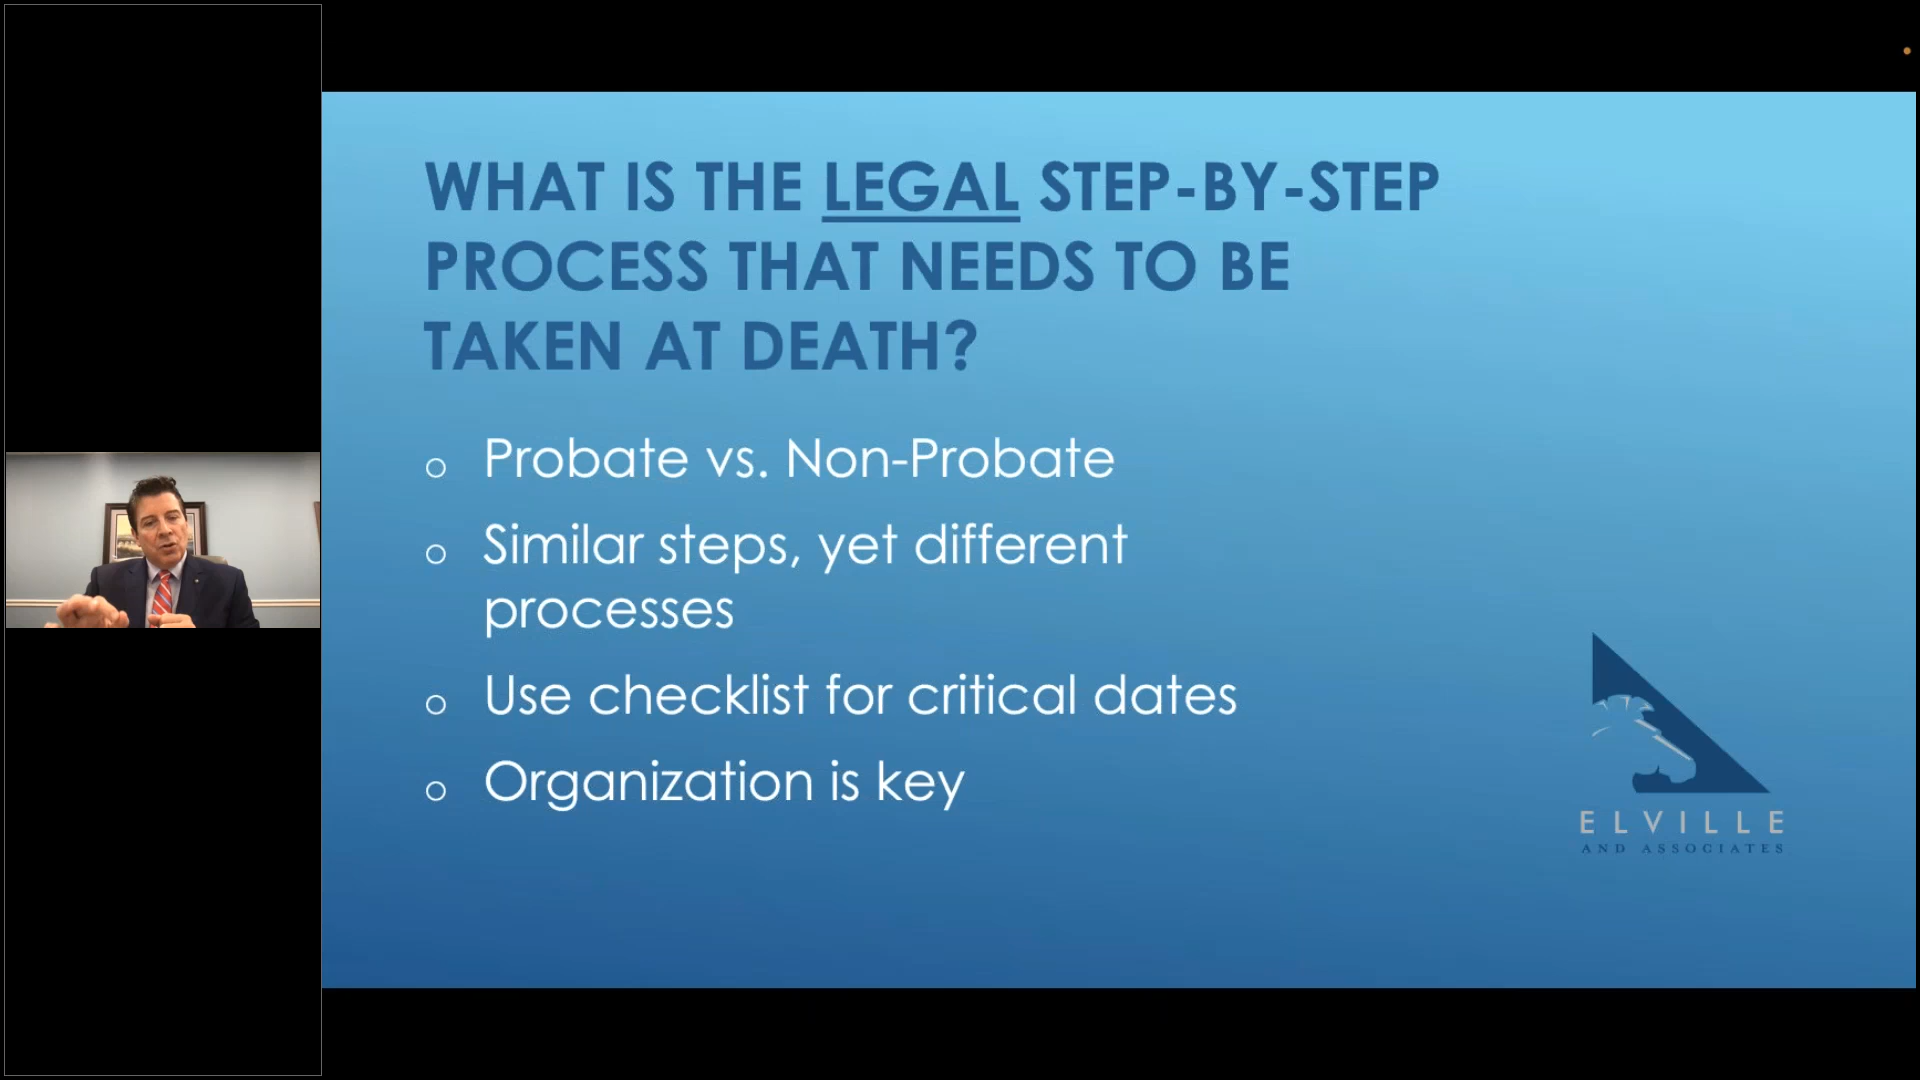 WHAT IS THE LEGAL STEP-BY-STEP
PROCESS THAT NEEDS TO BE
TAKEN AT DEATH?
Probate vs. Non-Probate
Similar steps, yet different
processes
Use checklist for critical dates
Organization is key
ELVILLE
AND ASSOCIATES